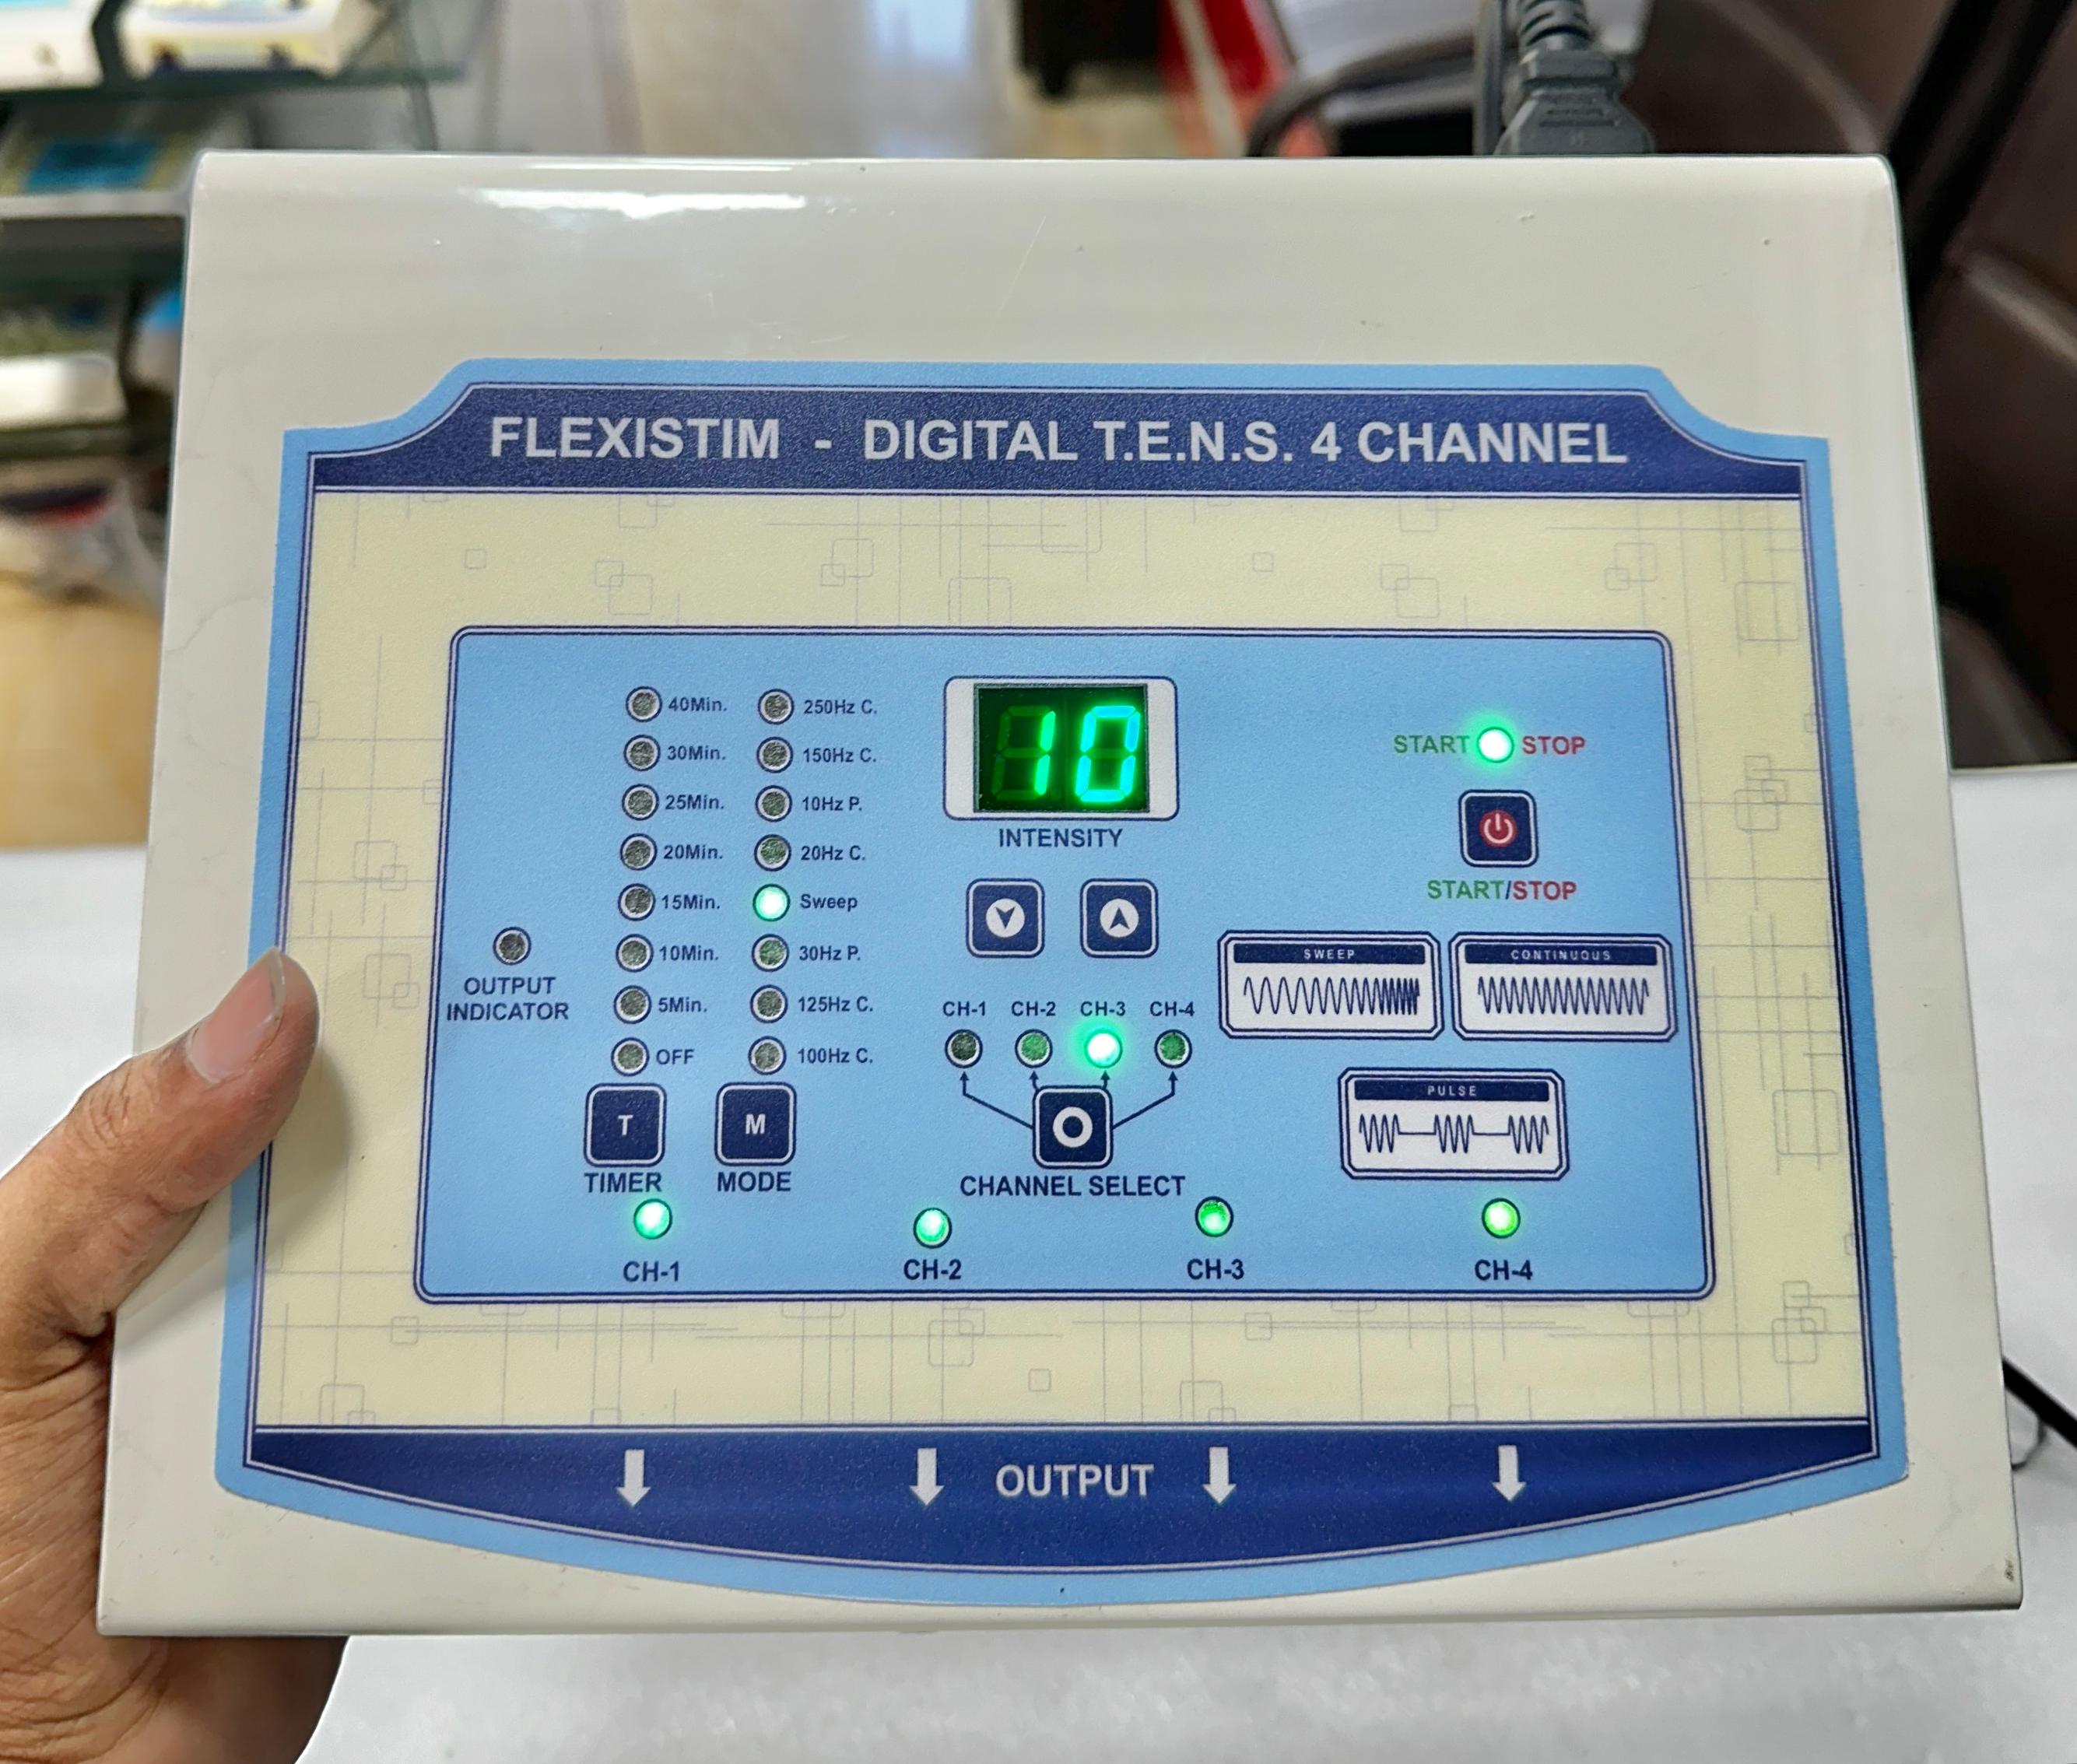 FLEXISTIM - DIGITAL T.E.N.S. 4 CHANNEL
40Min. 250Hz C.
30Min. 150Hz C.
25Min. 10Hz P.
20Min. 20Hz C.
15Min. Sweep
10Min. 30Hz P.
5Min. 125Hz C.
OFF 100Hz C.
OUTPUT
INDICATOR
T M
TIMER MODE
10
INTENSITY
CH-1 CH-2 CH-3 CH-4
CHANNEL SELECT
START STOP
START/STOP
SWEEP CONTINUOUS
PULSE
CH-1 CH-2 CH-3 CH-4
OUTPUT